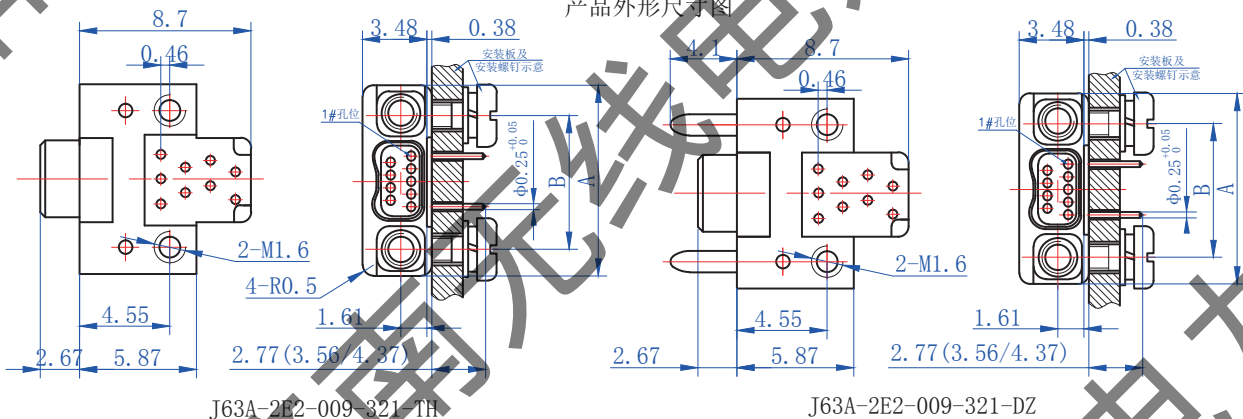 产品外形尺寸图
8.7
0.46
3.48
0.38
安装板及
安装螺钉示意
1#孔位
Φ0.25 +0.05 0
B
A
2-M1.6
4-R0.5
4.55
1.61
2.67
5.87
2.77(3.56/4.37)
J63A-2E2-009-321-TH
4.1
8.7
0.46
3.48
0.38
安装板及
安装螺钉示意
1#孔位
Φ0.25 +0.05 0
B
A
2-M1.6
4.55
1.61
2.67
5.87
2.77(3.56/4.37)
J63A-2E2-009-321-DZ